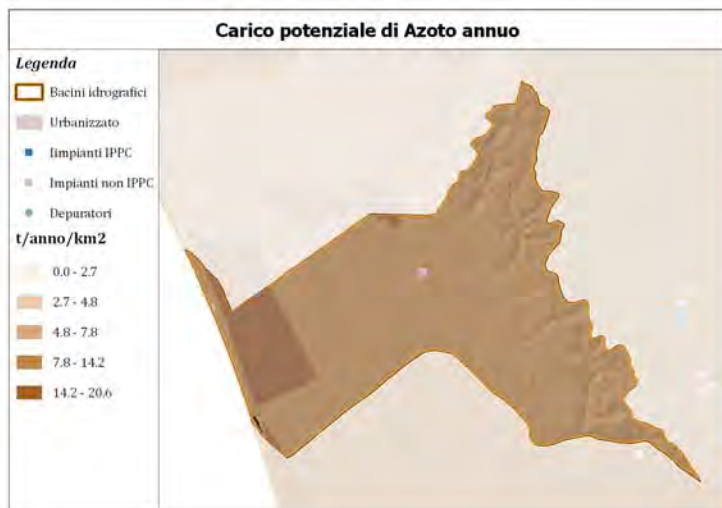 Carico potenziale di Azoto annuo
Legenda
Bacini idrografici
Urbanizzato
Iimpianti IPPC
Impianti non IPPC
Depuratori
t/anno/km2
0.0 - 2.7
2.7 - 4.8
4.8 - 7.8
7.8 - 14.2
14.2 - 20.6